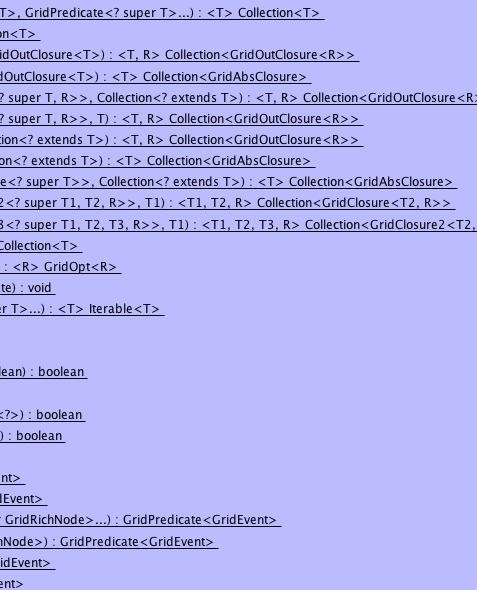 T>, GridPredicate<? super T>...) : <T> Collection<T>
on<T>
ridOutClosure<T>) : <T, R> Collection<GridOutClosure<R>>
dOutClosure<T>) : <T> Collection<GridAbsClosure>
? super T, R>>, Collection<? extends T>) : <T, R> Collection<GridOutClosure<R>
? super T, R>>, T) : <T, R> Collection<GridOutClosure<R>>
tion<? extends T>) : <T, R> Collection<GridOutClosure<R>>
on<? extends T>) : <T> Collection<GridAbsClosure>
e<? super T>>, Collection<? extends T>) : <T> Collection<GridAbsClosure>
2<? super T1, T2, R>>, T1) : <T1, T2, R> Collection<GridClosure<T2, R>>
3<? super T1, T2, T3, R>>, T1) : <T1, T2, T3, R> Collection<GridClosure2<T2,
Collection<T>
) : <R> GridOpt<R>
te) : void
er T>...) : <T> Iterable<T>
lean) : boolean
<?>) : boolean
) : boolean
nt>
dEvent>
r GridRichNode>...) : GridPredicate<GridEvent>
hNode>) : GridPredicate<GridEvent>
idEvent>
ent>